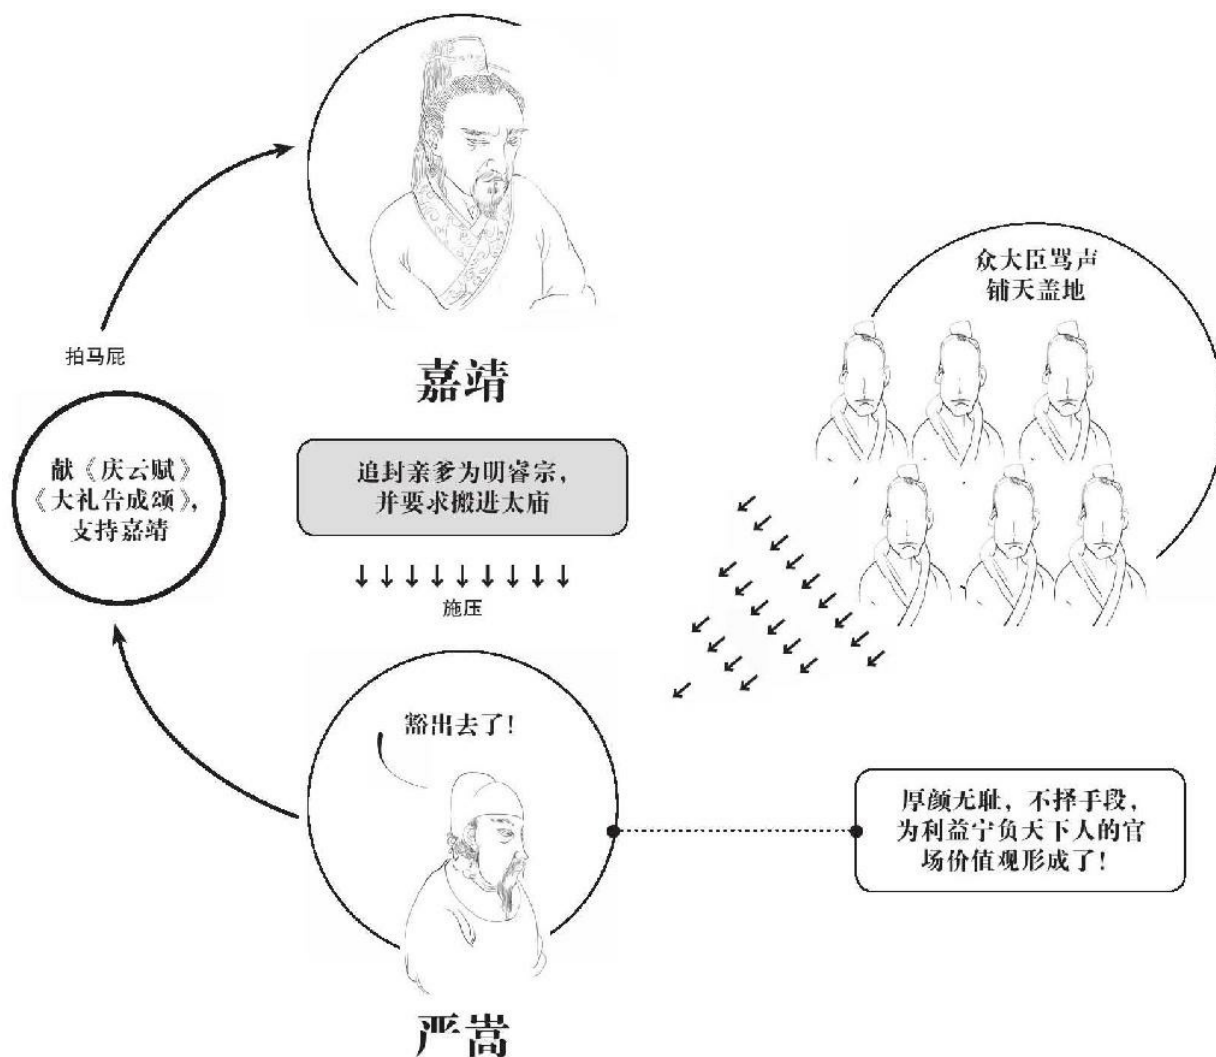 众大臣骂声
铺天盖地
拍马屁
嘉靖
献《庆云赋》
《大礼告成颂》，
支持嘉靖
追封亲爹为明睿宗，
并要求搬进太庙
施压
豁出去了！
厚颜无耻，不择手段，
为利益宁负天下人的官
场价值观形成了！
严嵩